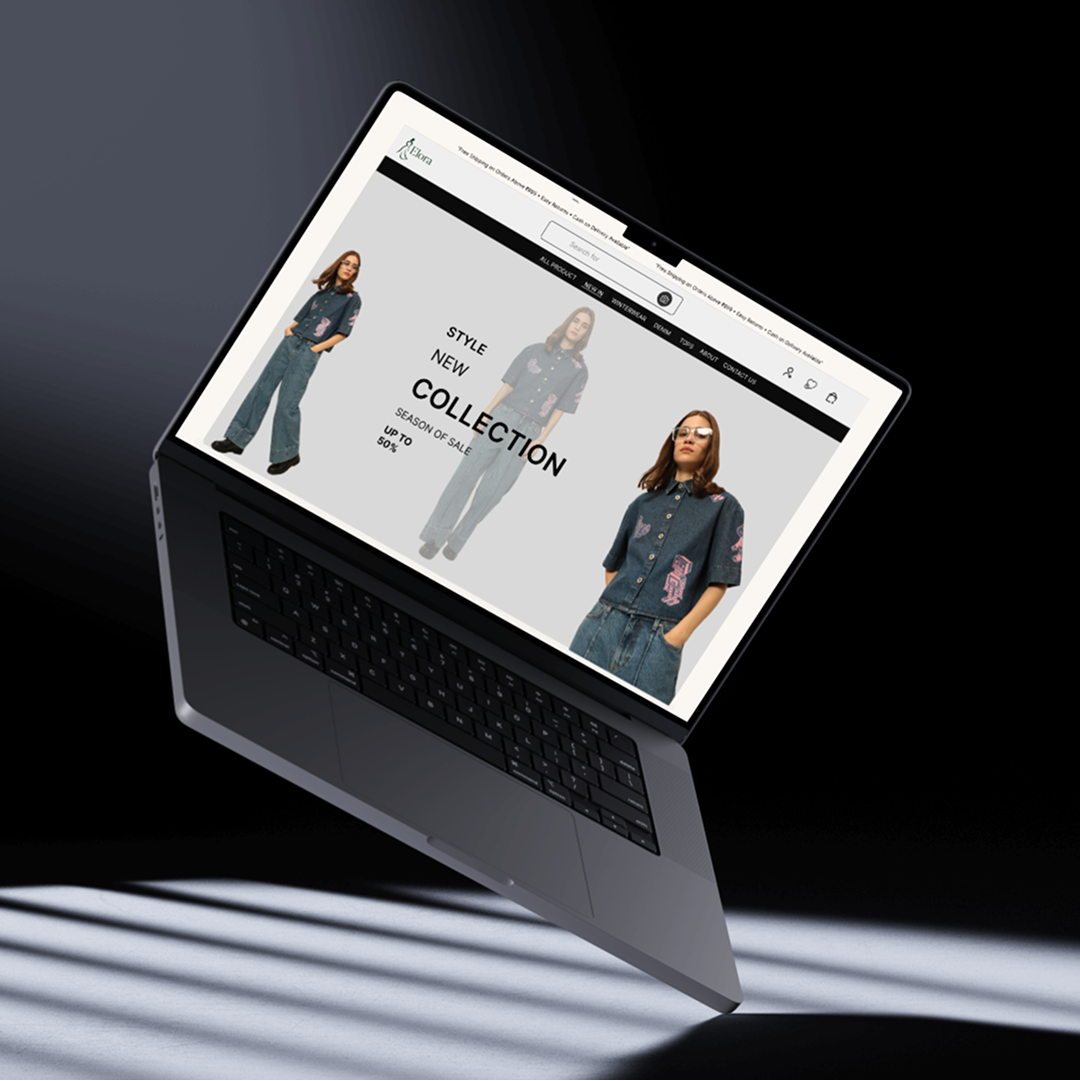 Elora
"Free Shipping on Orders Above ₹999 • Easy Returns • Cash on Delivery Available"
"Free Shipping on Orders Above ₹999 • Easy Returns • Cash on Delivery Available"
Search for
ALL PRODUCT NEW IN WINTERWEAR DENIM TOPS ABOUT CONTACT US
STYLE
NEW
COLLECTION
SEASON OF SALE
UP TO
50%